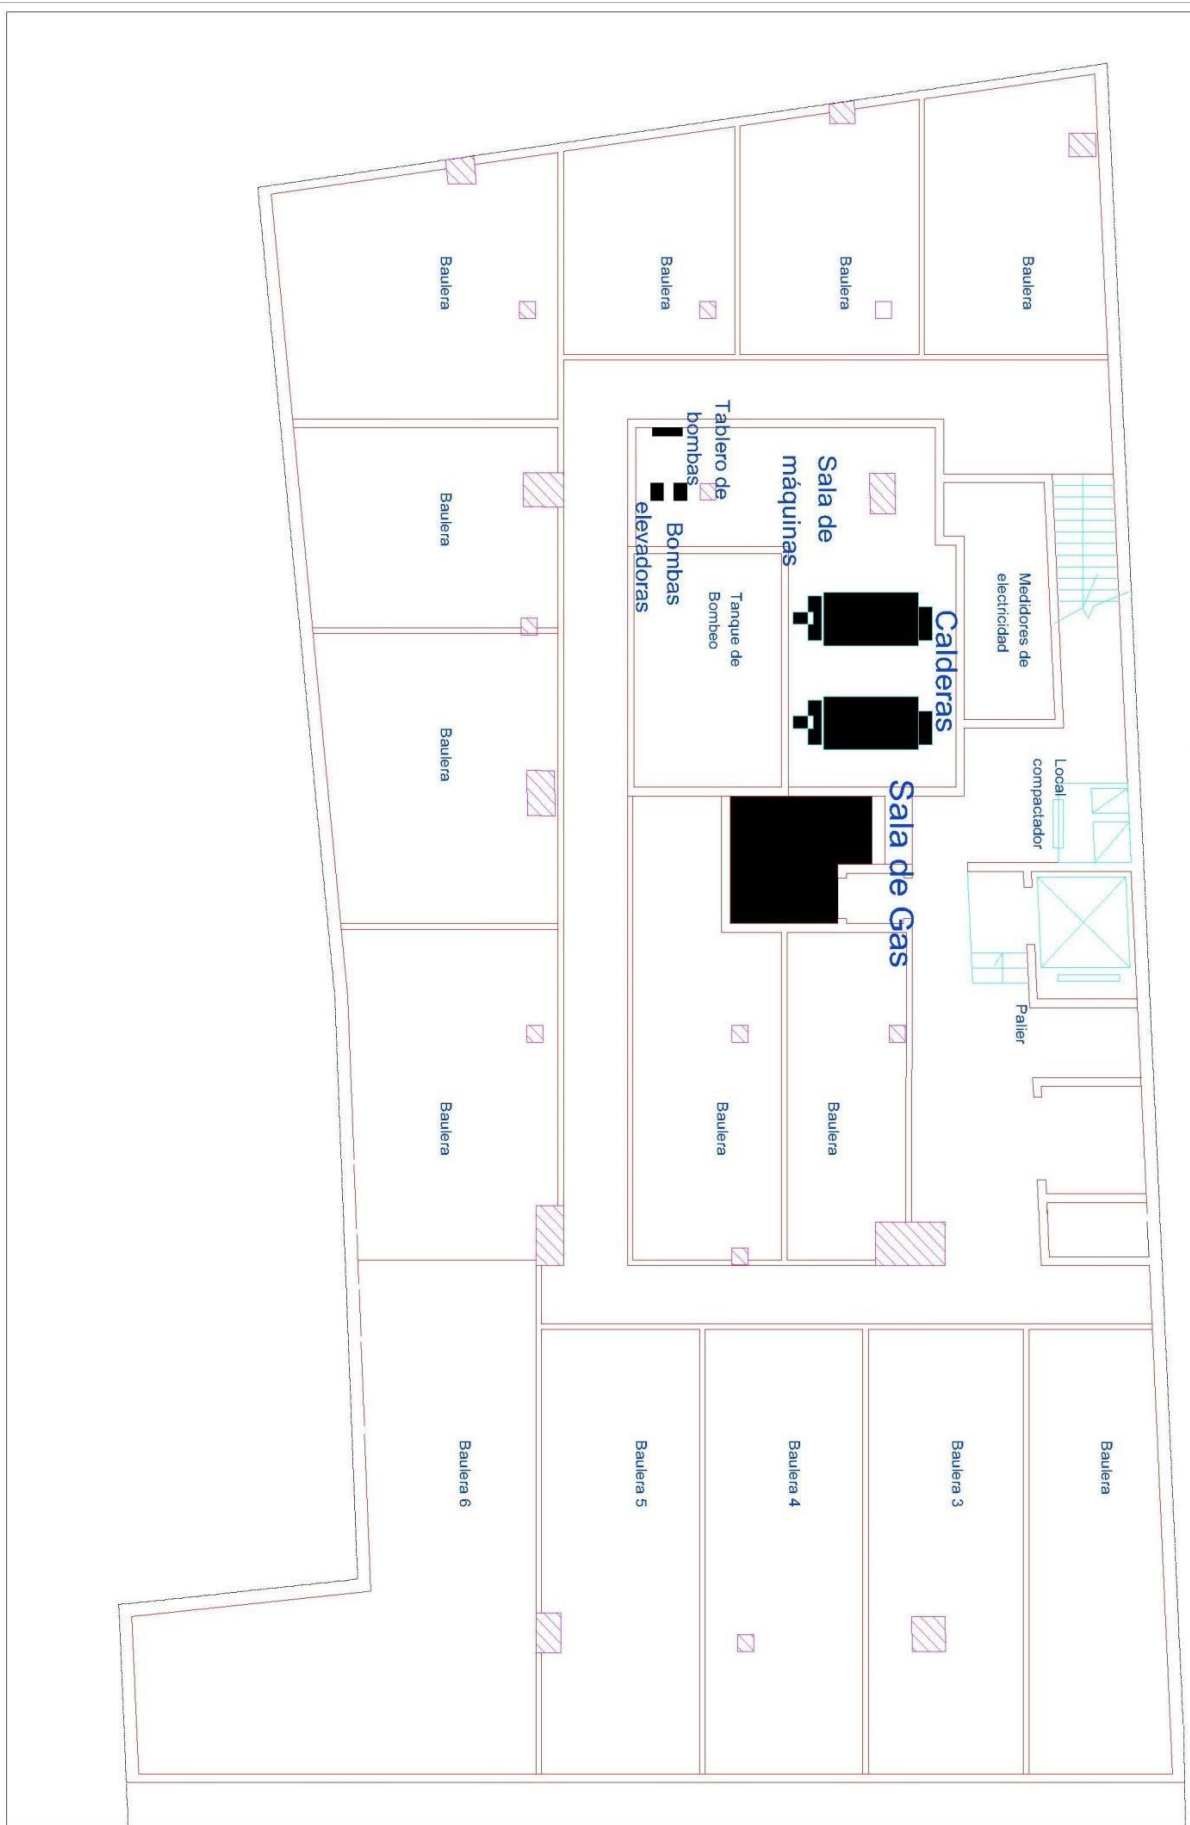 Baulera
Baulera
Baulera
Baulera
Tablero de
bombas
Sala de
máquinas
Baulera
Bombas
elevadoras
Tanque de
Bombeo
Medidores de
electricidad
Calderas
Baulera
Local
compactador
Sala de Gas
Palier
Baulera
Baulera
Baulera
Baulera 6
Baulera 5
Baulera 4
Baulera 3
Baulera